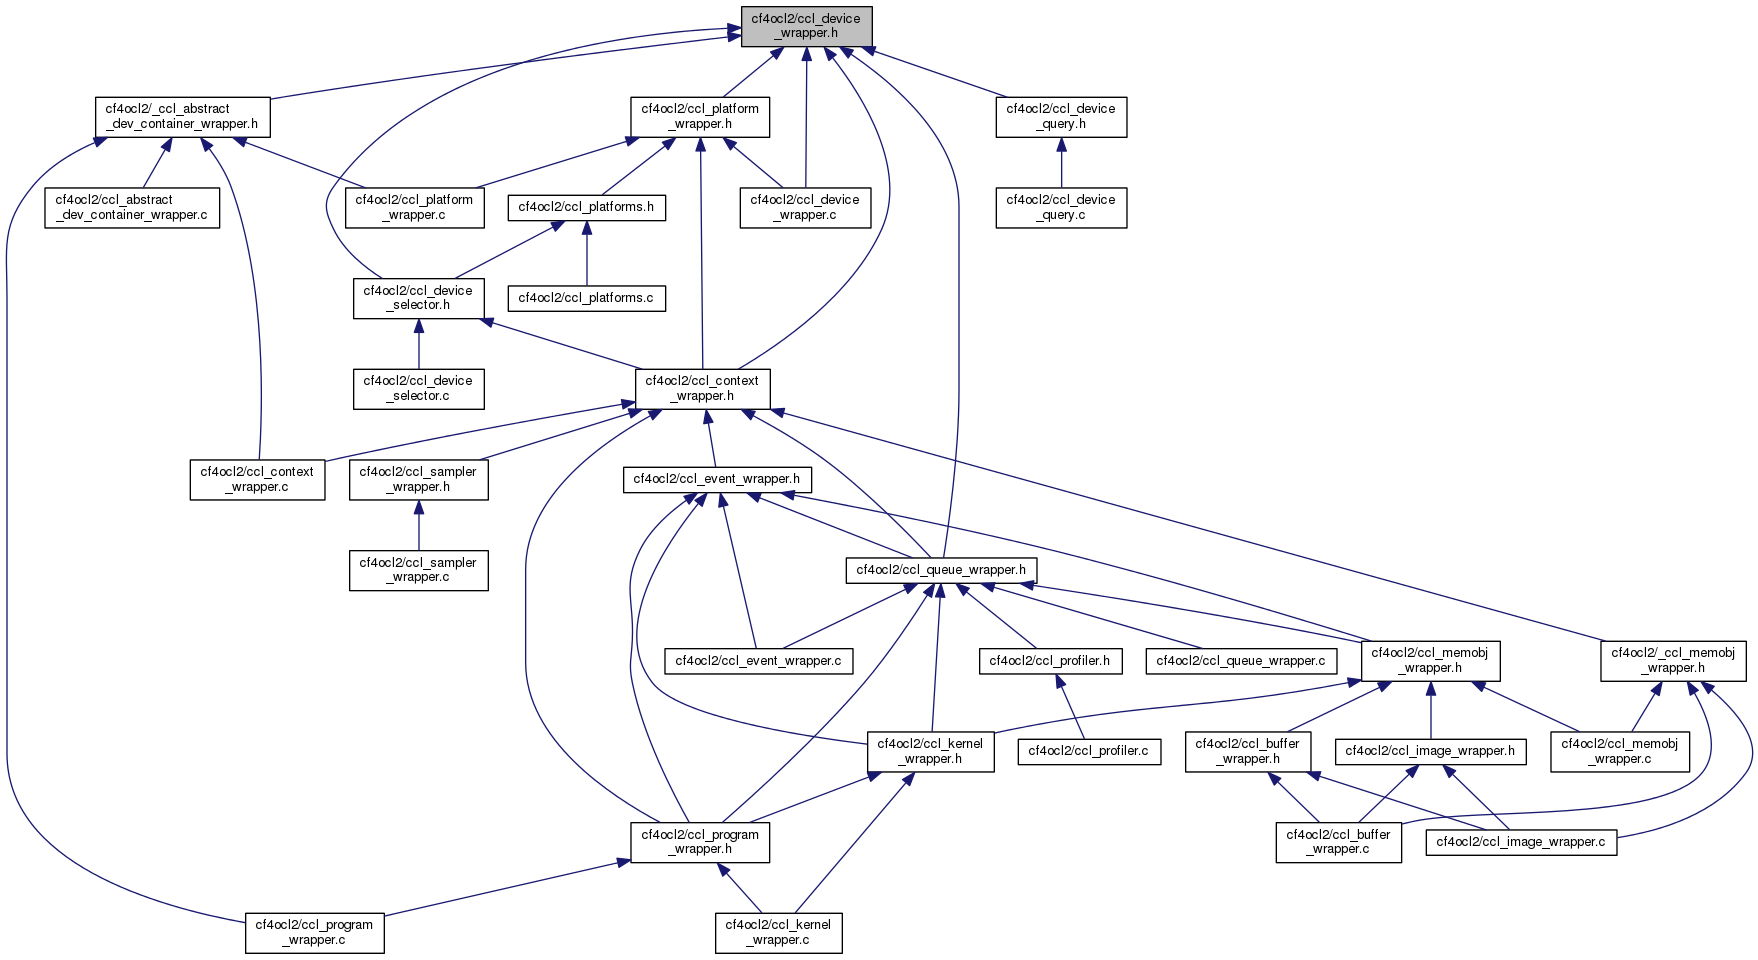 cf4ocl2/ccl_device
_wrapper.h
cf4ocl2/_ccl_abstract
_dev_container_wrapper.h
cf4ocl2/ccl_platform
_wrapper.h
cf4ocl2/ccl_device
_query.h
cf4ocl2/ccl_abstract
_dev_container_wrapper.c
cf4ocl2/ccl_platform
_wrapper.c
cf4ocl2/ccl_platforms.h
cf4ocl2/ccl_device
_wrapper.c
cf4ocl2/ccl_device
_query.c
cf4ocl2/ccl_device
_selector.h
cf4ocl2/ccl_platforms.c
cf4ocl2/ccl_device
_selector.c
cf4ocl2/ccl_context
_wrapper.h
cf4ocl2/ccl_context
_wrapper.c
cf4ocl2/ccl_sampler
_wrapper.h
cf4ocl2/ccl_event_wrapper.h
cf4ocl2/ccl_sampler
_wrapper.c
cf4ocl2/ccl_queue_wrapper.h
cf4ocl2/ccl_event_wrapper.c
cf4ocl2/ccl_profiler.h
cf4ocl2/ccl_queue_wrapper.c
cf4ocl2/ccl_memobj
_wrapper.h
cf4ocl2/_ccl_memobj
_wrapper.h
cf4ocl2/ccl_kernel
_wrapper.h
cf4ocl2/ccl_profiler.c
cf4ocl2/ccl_buffer
_wrapper.h
cf4ocl2/ccl_image_wrapper.h
cf4ocl2/ccl_memobj
_wrapper.c
cf4ocl2/ccl_program
_wrapper.h
cf4ocl2/ccl_buffer
_wrapper.c
cf4ocl2/ccl_image_wrapper.c
cf4ocl2/ccl_program
_wrapper.c
cf4ocl2/ccl_kernel
_wrapper.c